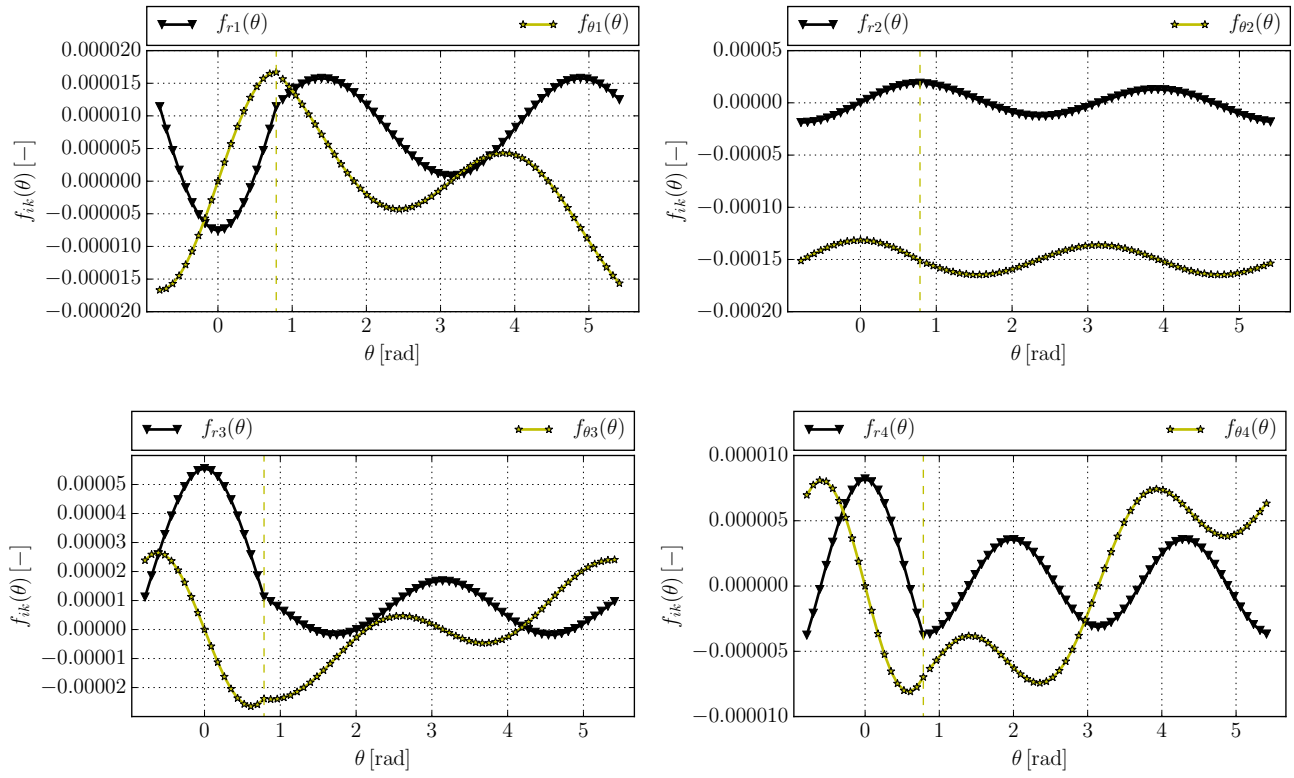 f_{r1}(θ) f_{θ1}(θ)
0.000020
0.000015
0.000010
0.000005
0.000000
−0.000005
−0.000010
−0.000015
−0.000020
f_{ik}(θ) [−]
0 1 2 3 4 5
θ [rad]
f_{r2}(θ) f_{θ2}(θ)
0.00005
0.00000
−0.00005
−0.00010
−0.00015
−0.00020
f_{ik}(θ) [−]
0 1 2 3 4 5
θ [rad]
f_{r3}(θ) f_{θ3}(θ)
0.00005
0.00004
0.00003
0.00002
0.00001
0.00000
−0.00001
−0.00002
f_{ik}(θ) [−]
0 1 2 3 4 5
θ [rad]
f_{r4}(θ) f_{θ4}(θ)
0.000010
0.000005
0.000000
−0.000005
−0.000010
f_{ik}(θ) [−]
0 1 2 3 4 5
θ [rad]